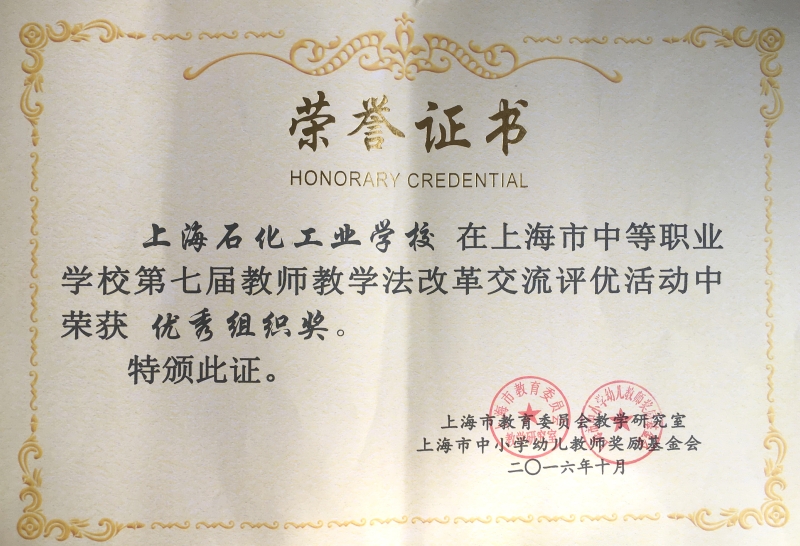 荣誉证书
HONORARY CREDENTIAL
上海石化工业学校 在上海市中等职业
学校第七届教师教学法改革交流评优活动中
荣获 优秀组织奖。
特颁此证。
上海市教育委员会教学研究室
上海市中小学幼儿教师奖励基金会
二〇一六年十月